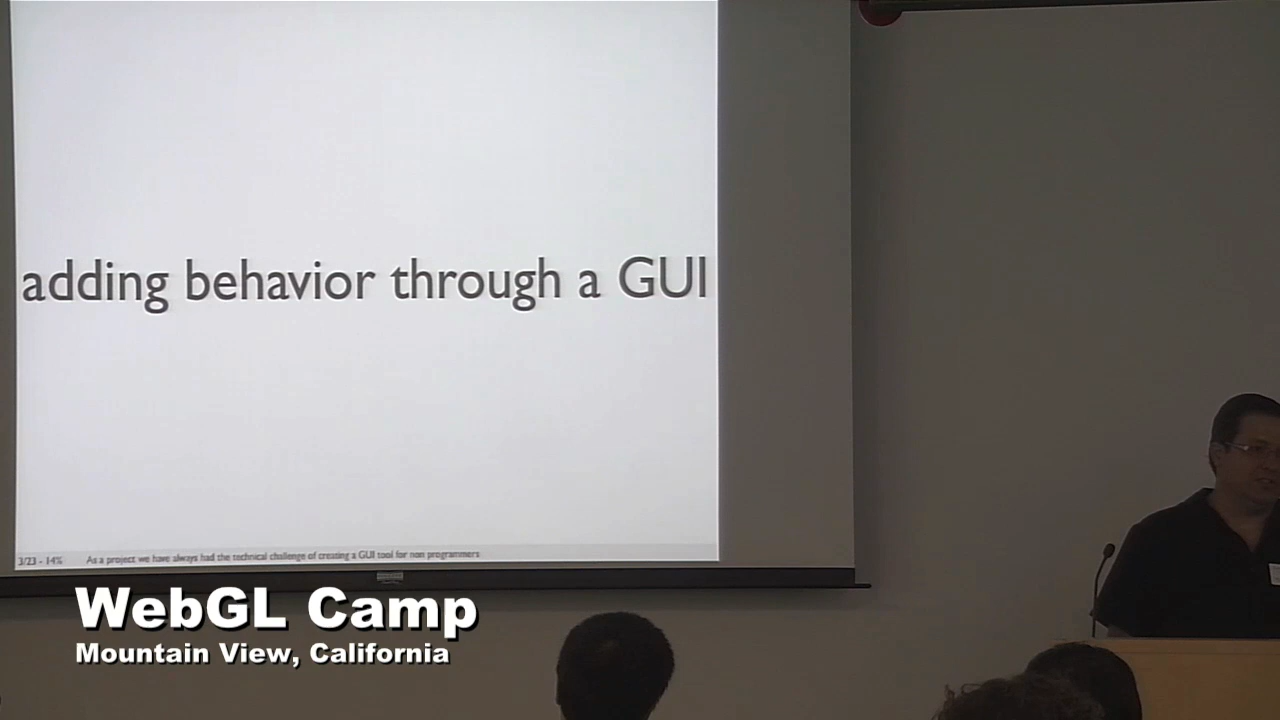 adding behavior through a GUI
3/23 - 14% As a project we have always had the technical challenge of creating a GUI tool for non programmers
WebGL Camp
Mountain View, California